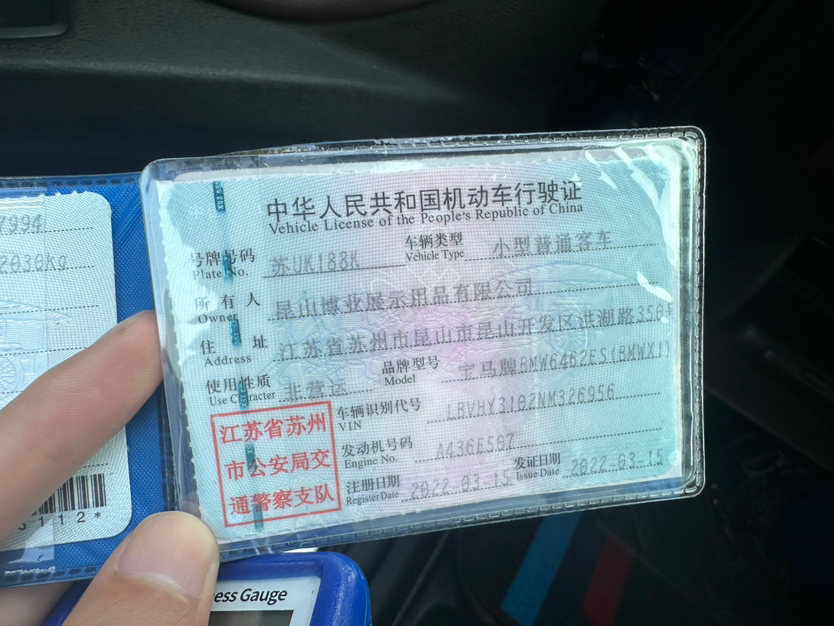 7994
2030kg
112*
中华人民共和国机动车行驶证
Vehicle License of the People's Republic of China
号牌号码 苏UK188K 车辆类型 小型普通客车
Plate No. Vehicle Type
所有人 昆山博业展示用品有限公司
Owner
住址 江苏省苏州市昆山市昆山开发区洪湖路350号
Address
使用性质 非营运 品牌型号 宝马牌BMW6462ES(BMWX1)
Use Character Model
车辆识别代号 LBVHY3102NM326956
VIN
发动机号码 A436E507
Engine No.
注册日期 2022-03-15 发证日期 2022-03-15
Register Date Issue Date
江苏省苏州
市公安局交
通警察支队
ess Gauge